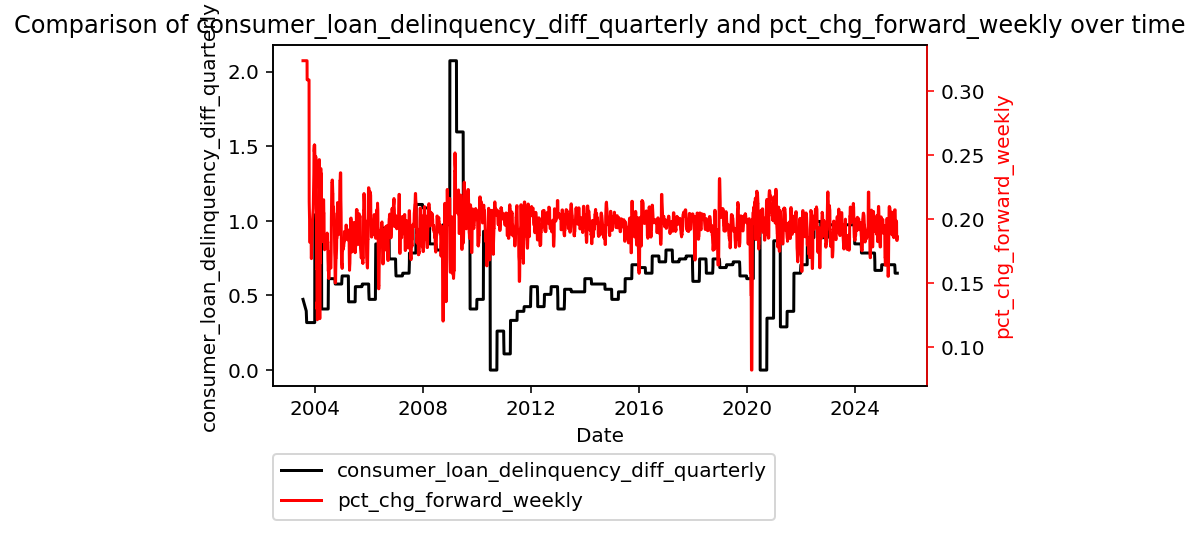 Comparison of consumer_loan_delinquency_diff_quarterly and pct_chg_forward_weekly over time
consumer_loan_delinquency_diff_quarterly
2.0
1.5
1.0
0.5
0.0
0.30
0.25
0.20
0.15
0.10
pct_chg_forward_weekly
2004 2008 2012 2016 2020 2024
Date
consumer_loan_delinquency_diff_quarterly
pct_chg_forward_weekly